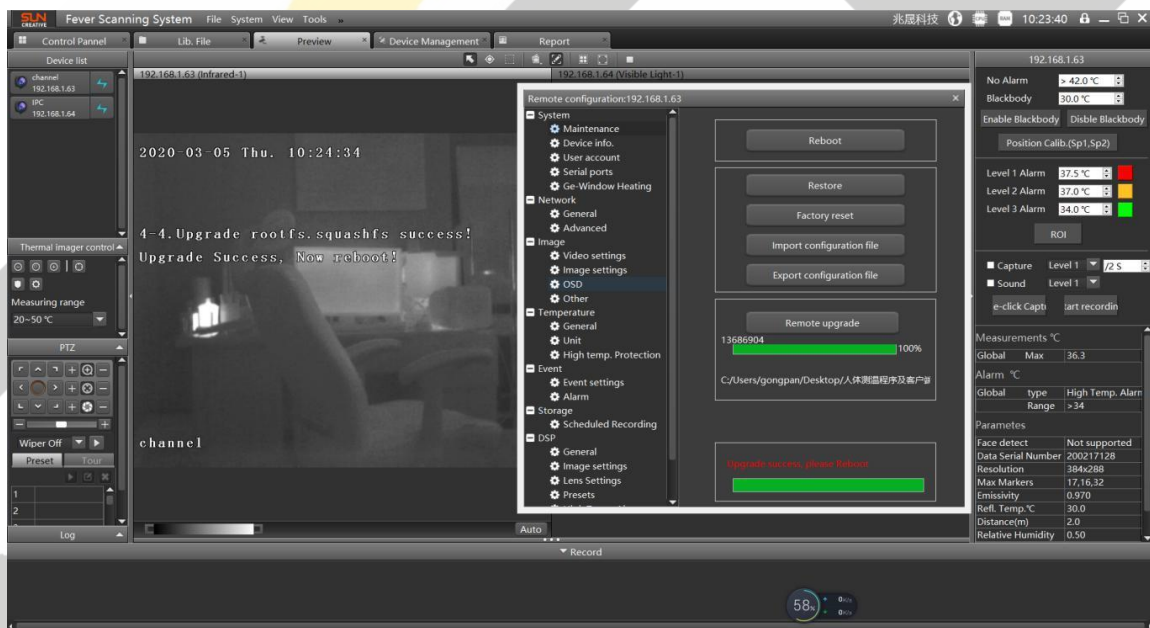 SUN CREATIVE Fever Scanning System File System View Tools » 兆晟科技 CPU RAM 10:23:40
Control Pannel Lib. File Preview Device Management Report
Device list
channel
192.168.1.63
IPC
192.168.1.64
Thermal imager control
Measuring range
20~50 ℃
PTZ
Wiper Off
Preset Tour
1
2
Log
192.168.1.63 (Infrared-1)
192.168.1.64 (Visible Light-1)
2020-03-05 Thu. 10:24:34
4-4.Upgrade rootfs.squashfs success!
Upgrade Success, Now reboot!
channel
Auto
Remote configuration:192.168.1.63
System
Maintenance
Device info.
User account
Serial ports
Ge-Window Heating
Network
General
Advanced
Image
Video settings
Image settings
OSD
Other
Temperature
General
Unit
High temp. Protection
Event
Event settings
Alarm
Storage
Scheduled Recording
DSP
General
Image settings
Lens Settings
Presets
Reboot
Restore
Factory reset
Import configuration file
Export configuration file
Remote upgrade
13686904
100%
C:/Users/gongpan/Desktop/人体测温程序及客户
Upgrade success, please Reboot
192.168.1.63
No Alarm > 42.0 ℃
Blackbody 30.0 ℃
Enable Blackbody Disble Blackbody
Position Calib.(Sp1,Sp2)
Level 1 Alarm 37.5 ℃
Level 2 Alarm 37.0 ℃
Level 3 Alarm 34.0 ℃
ROI
Capture Level 1 /2 S
Sound Level 1
e-click Captu tart recordin
Measurements ℃
Global Max 36.3
Alarm ℃
Global type High Temp. Alarm
Range >34
Parametes
Face detect Not supported
Data Serial Number 200217128
Resolution 384x288
Max Markers 17,16,32
Emissivity 0.970
Refl. Temp.℃ 30.0
Distance(m) 2.0
Relative Humidity 0.50
Record
58%